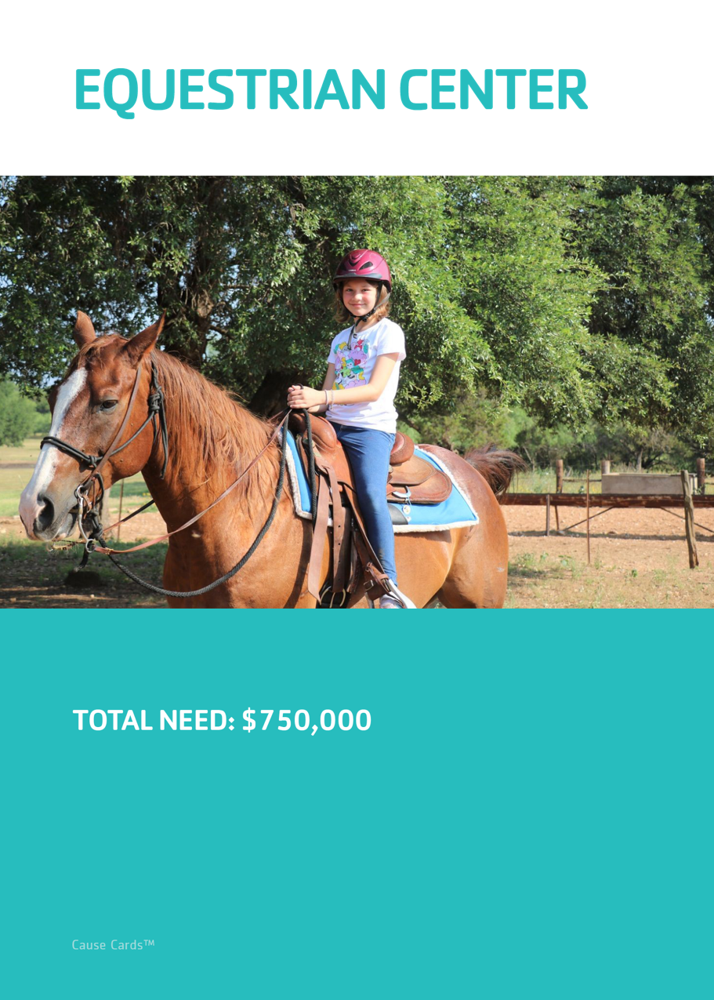 EQUESTRIAN CENTER
TOTAL NEED: $750,000
Cause Cards™